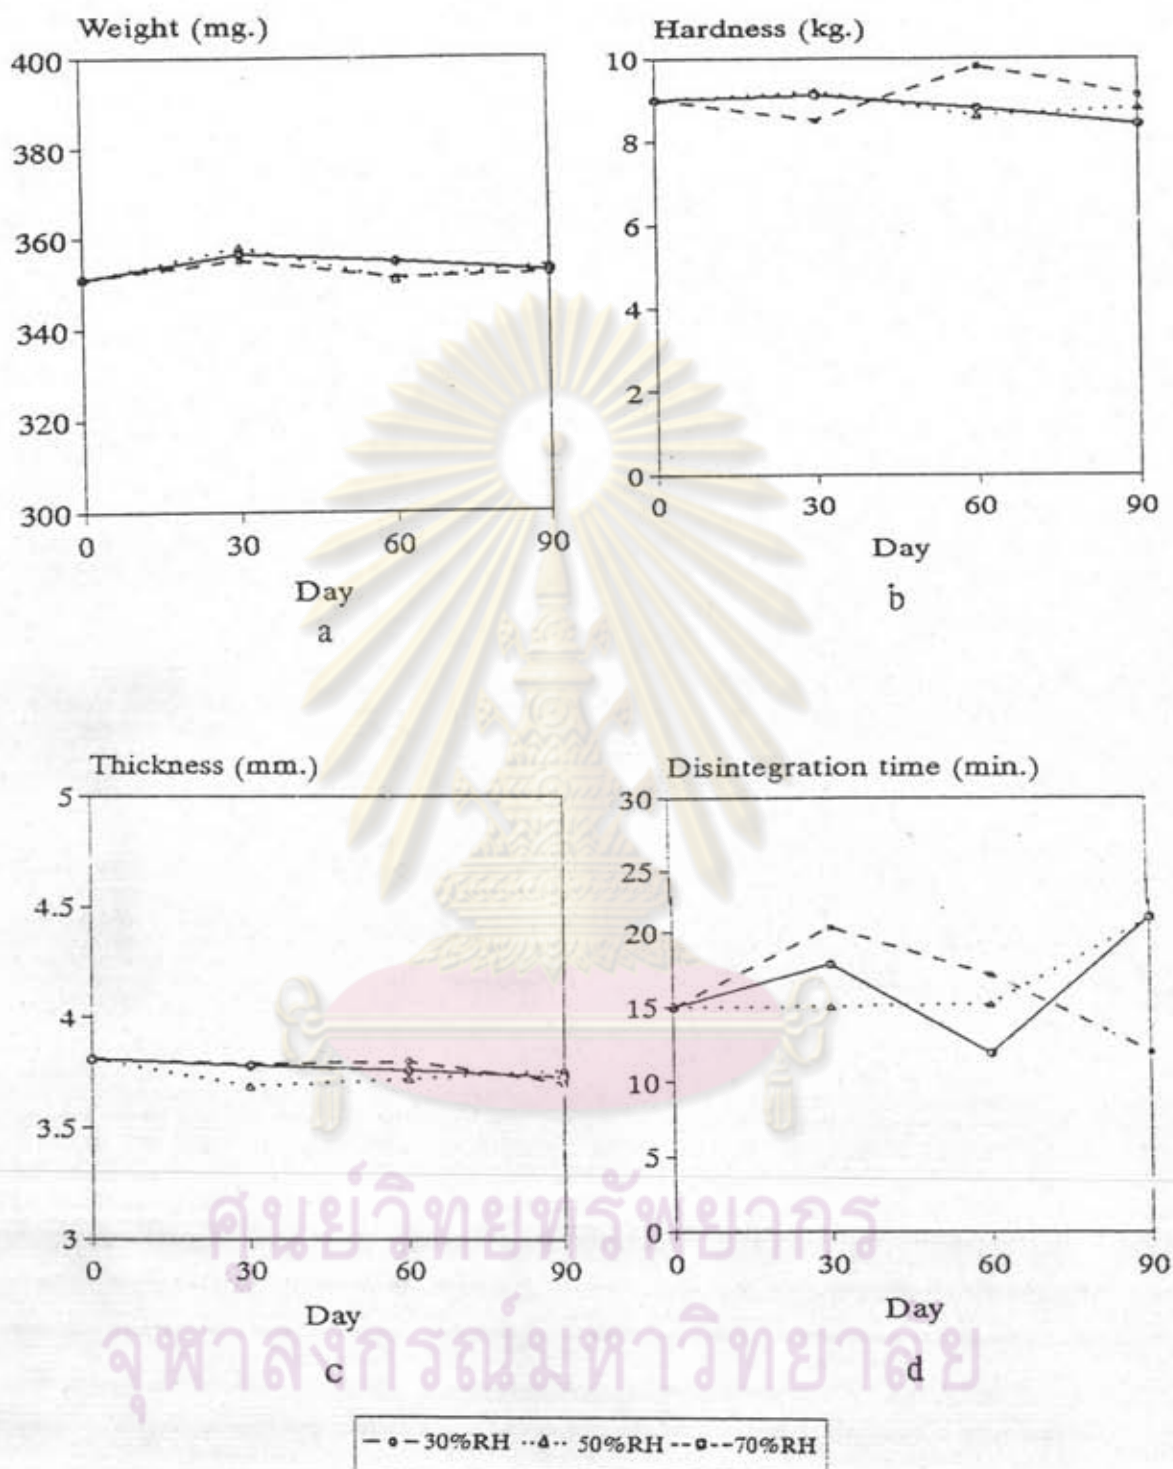 Weight (mg.)
400
380
360
340
320
300
0 30 60 90
Day
a
Hardness (kg.)
10
8
6
4
2
0
0 30 60 90
Day
b
Thickness (mm.)
5
4.5
4
3.5
3
0 30 60 90
Day
c
Disintegration time (min.)
30
25
20
15
10
5
0
0 30 60 90
Day
d
ศูนย์วิทยทรัพยากร
จุฬาลงกรณ์มหาวิทยาลัย
30%RH 50%RH 70%RH